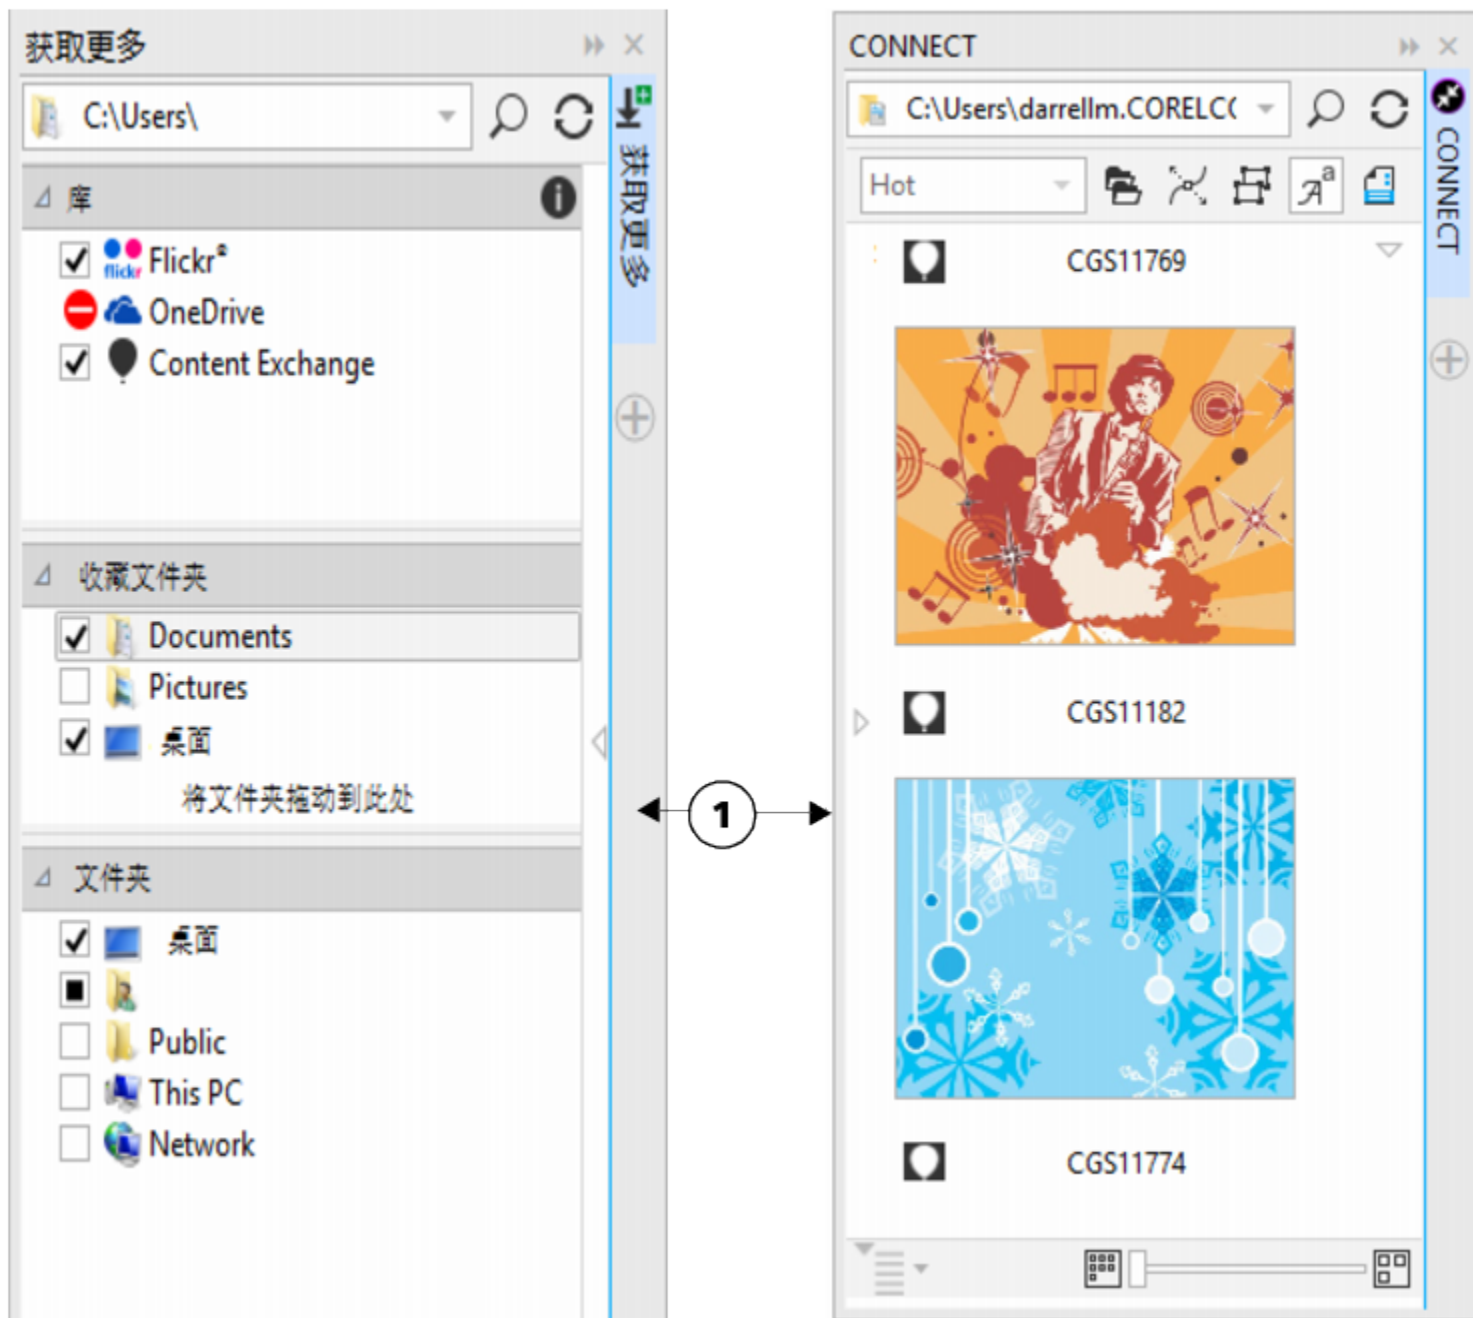 获取更多
C:\Users\
获取更多
库
Flickr®
flickr
OneDrive
Content Exchange
收藏文件夹
Documents
Pictures
桌面
将文件夹拖动到此处
文件夹
桌面
Public
This PC
Network
1
CONNECT
C:\Users\darrellm.CORELC(
CONNECT
Hot
CGS11769
CGS11182
CGS11774